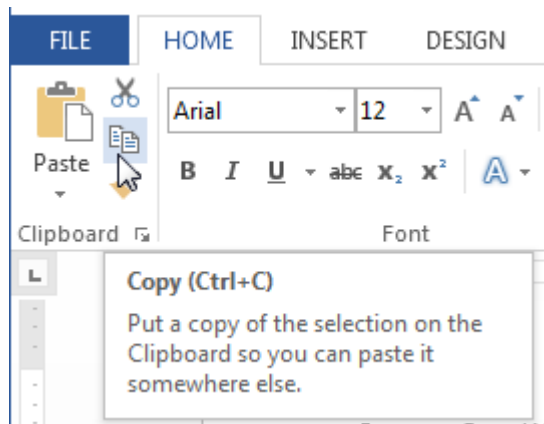 FILE HOME INSERT DESIGN
Arial 12 A A
Paste B I U abc X₂ X² A
Clipboard Font
L
Copy (Ctrl+C)
Put a copy of the selection on the
Clipboard so you can paste it
somewhere else.